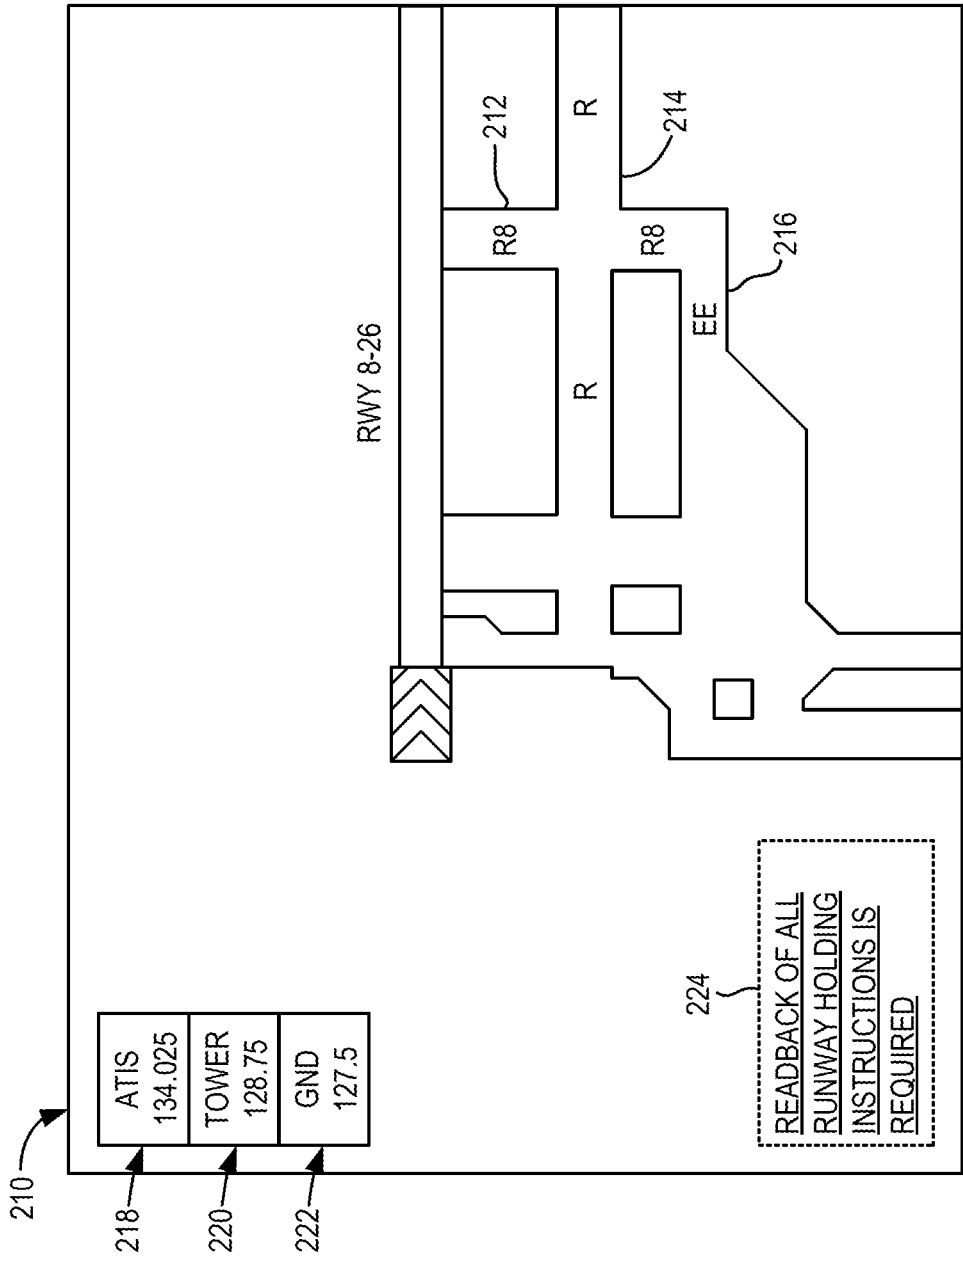 210
218
ATIS
134.025
220
TOWER
128.75
222
GND
127.5
RWY 8-26
R8
212
R
R
214
R8
EE
216
224
READBACK OF ALL
RUNWAY HOLDING
INSTRUCTIONS IS
REQUIRED